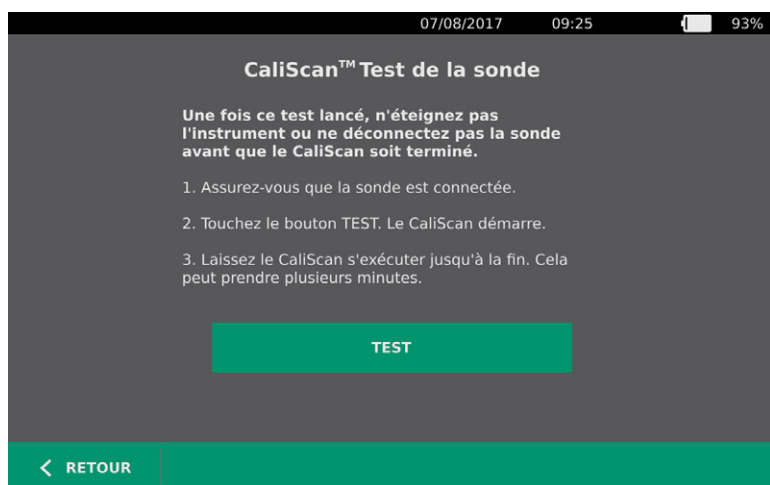 07/08/2017 09:25 93%
CaliScan™ Test de la sonde
Une fois ce test lancé, n'éteignez pas
l'instrument ou ne déconnectez pas la sonde
avant que le CaliScan soit terminé.
1. Assurez-vous que la sonde est connectée.
2. Touchez le bouton TEST. Le CaliScan démarre.
3. Laissez le CaliScan s'exécuter jusqu'à la fin. Cela
peut prendre plusieurs minutes.
TEST
RETOUR